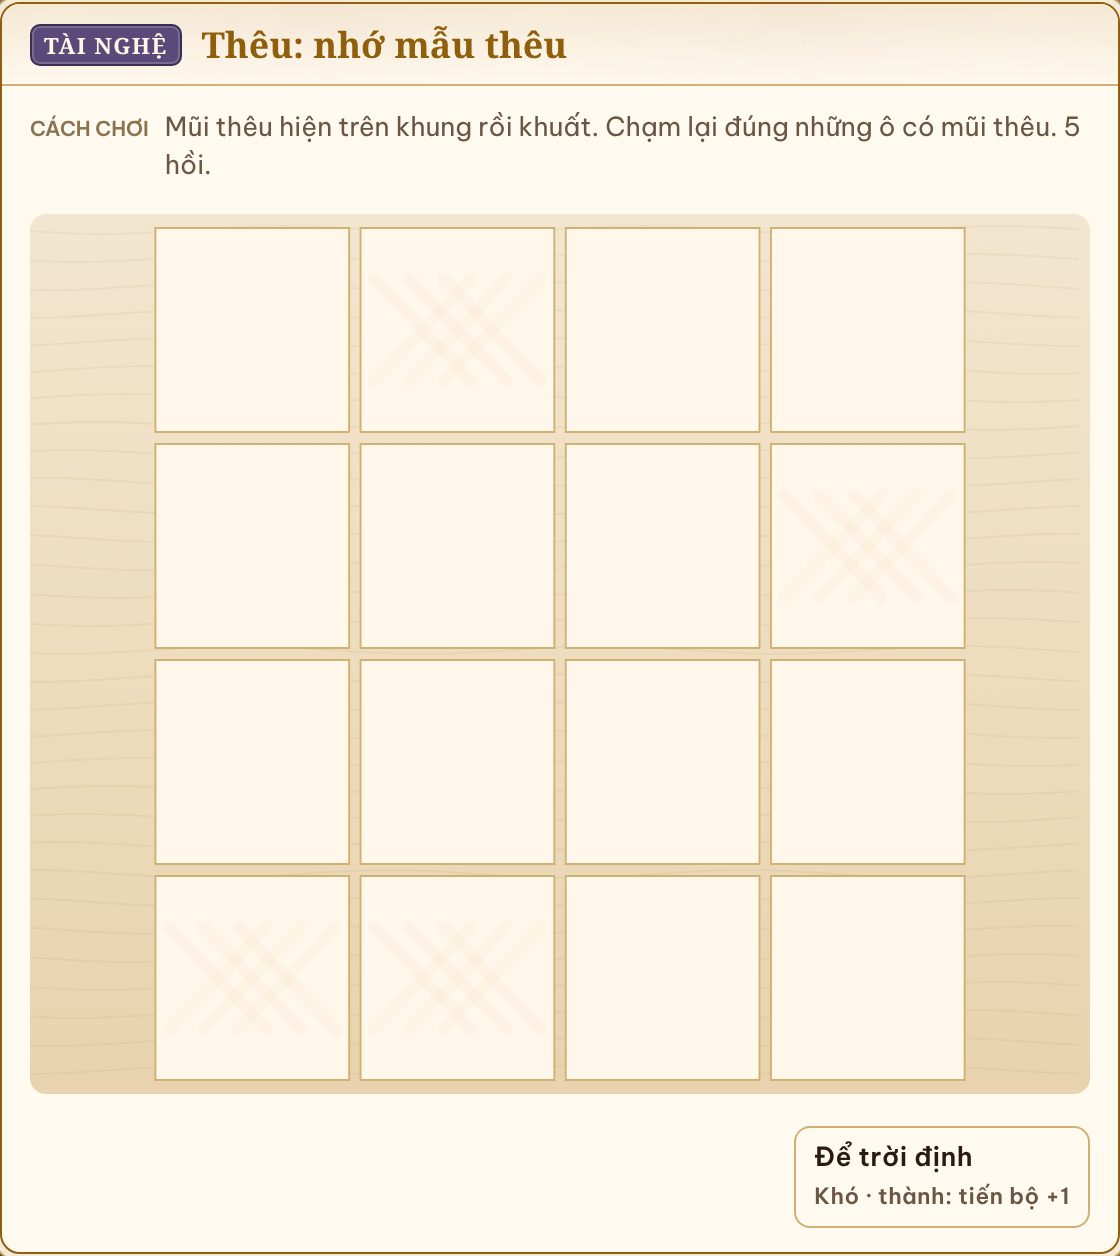 TÀI NGHỆ Thêu: nhớ mẫu thêu
CÁCH CHƠI Mũi thêu hiện trên khung rồi khuất. Chạm lại đúng những ô có mũi thêu. 5
hồi.
Để trời định
Khó · thành: tiến bộ +1